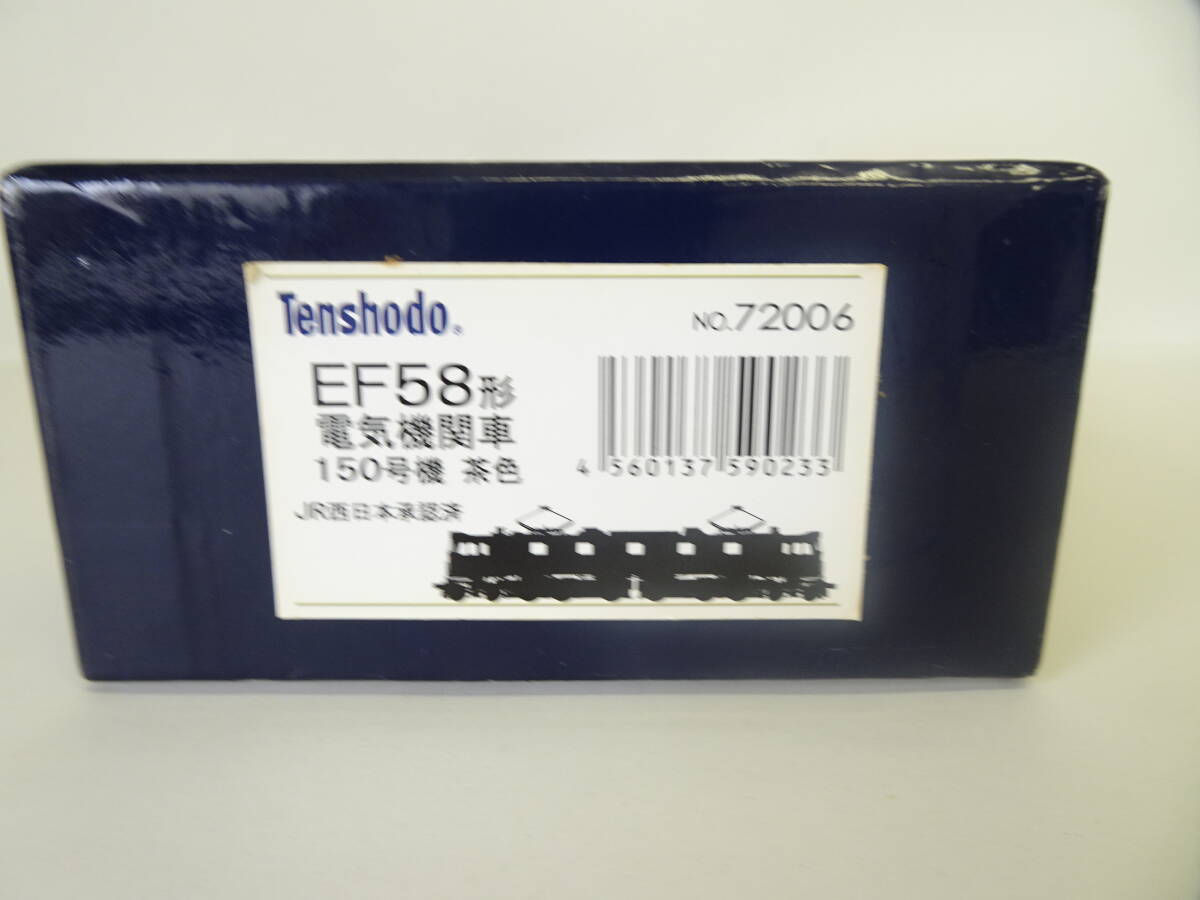 Tenshodo®
NO.72006
EF58形
電気機関車
150号機 茶色
JR西日本承認済
4 560137 590233